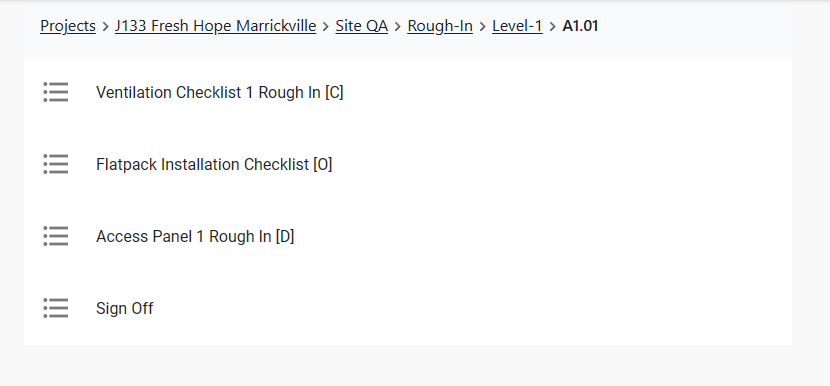 Projects > J133 Fresh Hope Marrickville > Site QA > Rough-In > Level-1 > A1.01
Ventilation Checklist 1 Rough In [C]
Flatpack Installation Checklist [O]
Access Panel 1 Rough In [D]
Sign Off